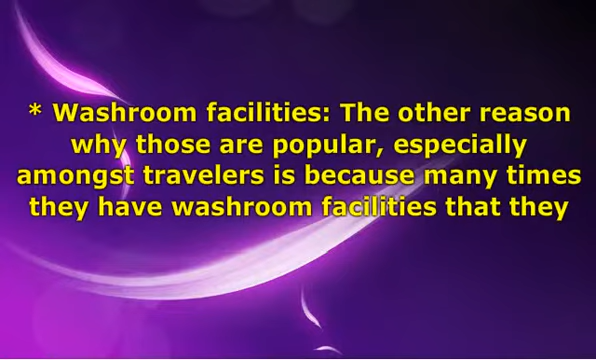 * Washroom facilities: The other reason
why those are popular, especially
amongst travelers is because many times
they have washroom facilities that they